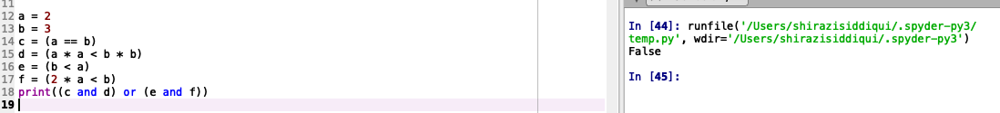 11
12 a = 2
13 b = 3
14 c = (a == b)
15 d = (a * a < b * b)
16 e = (b < a)
17 f = (2 * a < b)
18 print((c and d) or (e and f))
19
In [44]: runfile('/Users/shirazisiddiqui/.spyder-py3/
temp.py', wdir='/Users/shirazisiddiqui/.spyder-py3')
False
In [45]: